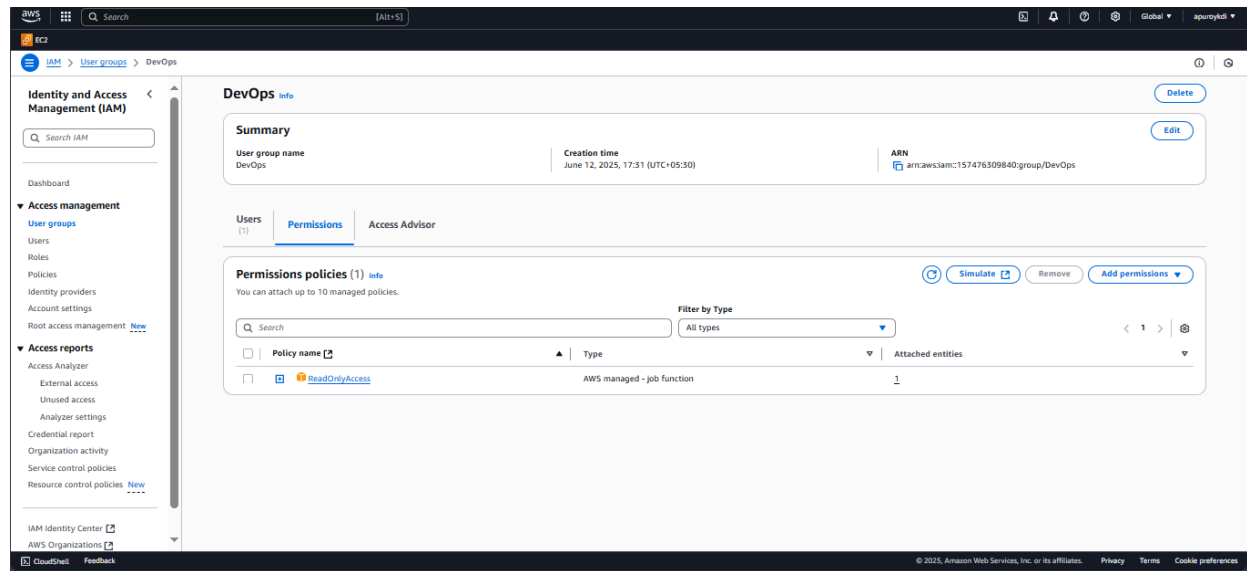 aws
Search
[Alt+S]
Global ▼
apuroykdi ▼
EC2
IAM > User groups > DevOps
Identity and Access
Management (IAM)
Search IAM
Dashboard
Access management
User groups
Users
Roles
Policies
Identity providers
Account settings
Root access management New
Access reports
Access Analyzer
External access
Unused access
Analyzer settings
Credential report
Organization activity
Service control policies
Resource control policies New
IAM Identity Center
AWS Organizations
DevOps Info
Delete
Summary
Edit
User group name
DevOps
Creation time
June 12, 2025, 17:31 (UTC+05:30)
ARN
arn:aws:iam::157476309840:group/DevOps
Users
(1)
Permissions
Access Advisor
Permissions policies (1) Info
You can attach up to 10 managed policies.
Simulate
Remove
Add permissions ▼
Filter by Type
Search
All types
1
Policy name
Type
Attached entities
ReadOnlyAccess
AWS managed - job function
1
CloudShell Feedback
© 2025, Amazon Web Services, Inc. or its affiliates. Privacy Terms Cookie preferences